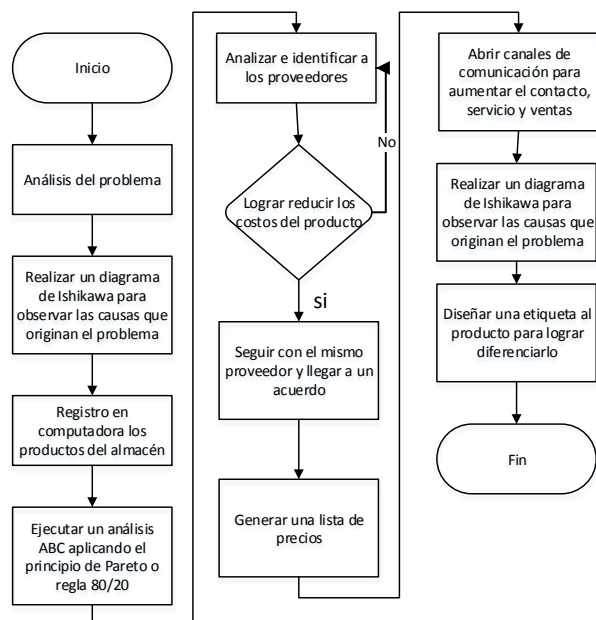 Inicio
Análisis del problema
Realizar un diagrama
de Ishikawa para
observar las causas que
originan el problema
Registro en
computadora los
productos del almacén
Ejecutar un análisis
ABC aplicando el
principio de Pareto o
regla 80/20
Analizar e identificar a
los proveedores
No
Lograr reducir los
costos del producto
si
Seguir con el mismo
proveedor y llegar a un
acuerdo
Generar una lista de
precios
Abrir canales de
comunicación para
aumentar el contacto,
servicio y ventas
Realizar un diagrama
de Ishikawa para
observar las causas que
originan el problema
Diseñar una etiqueta al
producto para lograr
diferenciarlo
Fin